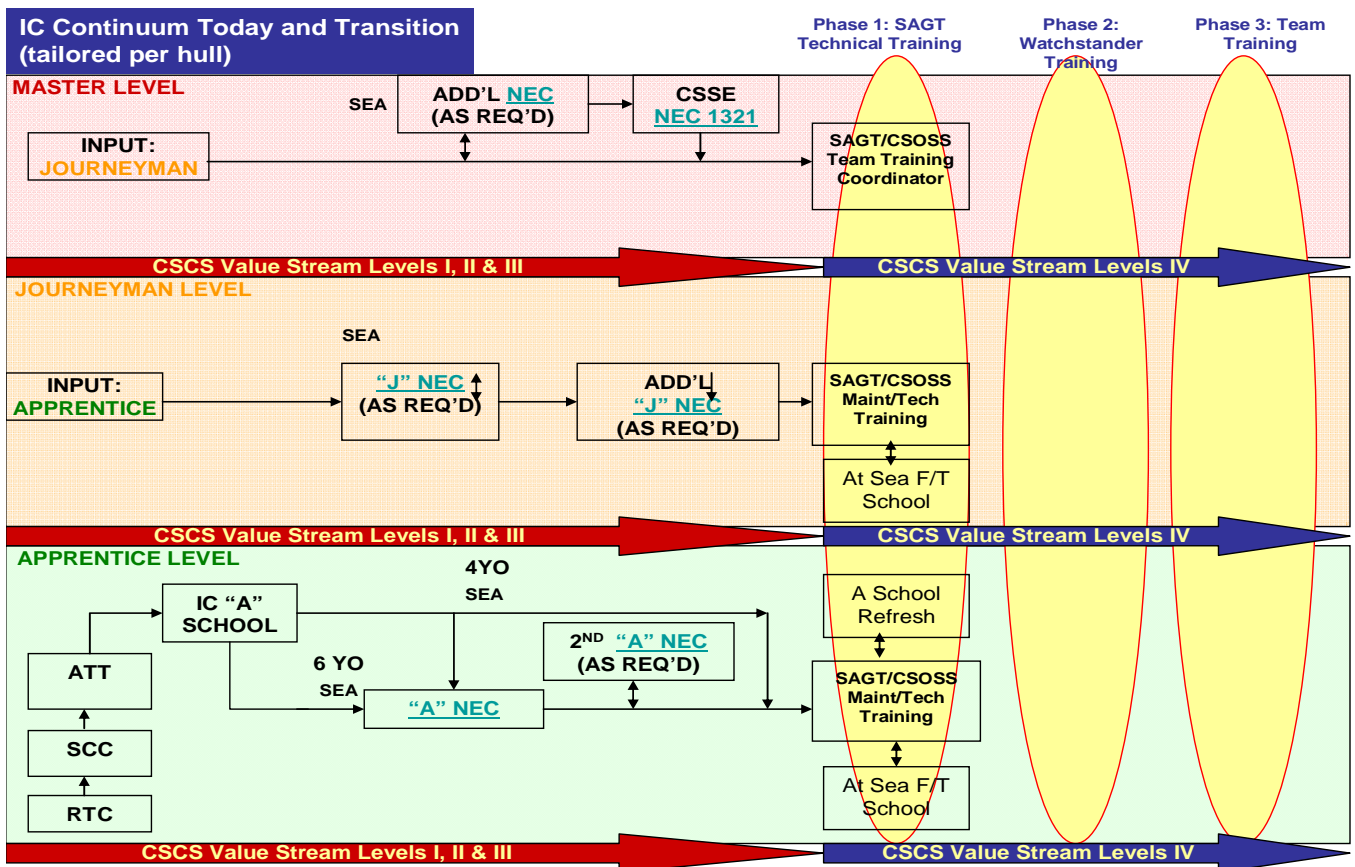 IC Continuum Today and Transition
(tailored per hull)
Phase 1: SAGT
Technical Training
Phase 2:
Watchstander
Training
Phase 3: Team
Training
MASTER LEVEL
SEA
ADD'L NEC
(AS REQ'D)
CSSE
NEC 1321
INPUT:
JOURNEYMAN
SAGT/CSOSS
Team Training
Coordinator
CSCS Value Stream Levels I, II & III
CSCS Value Stream Levels IV
JOURNEYMAN LEVEL
SEA
INPUT:
APPRENTICE
"J" NEC
(AS REQ'D)
ADD'L
"J" NEC
(AS REQ'D)
SAGT/CSOSS
Maint/Tech
Training
At Sea F/T
School
CSCS Value Stream Levels I, II & III
CSCS Value Stream Levels IV
APPRENTICE LEVEL
4YO
SEA
IC "A"
SCHOOL
A School
Refresh
2ND "A" NEC
(AS REQ'D)
ATT
6 YO
SEA
"A" NEC
SAGT/CSOSS
Maint/Tech
Training
SCC
At Sea F/T
School
RTC
CSCS Value Stream Levels I, II & III
CSCS Value Stream Levels IV